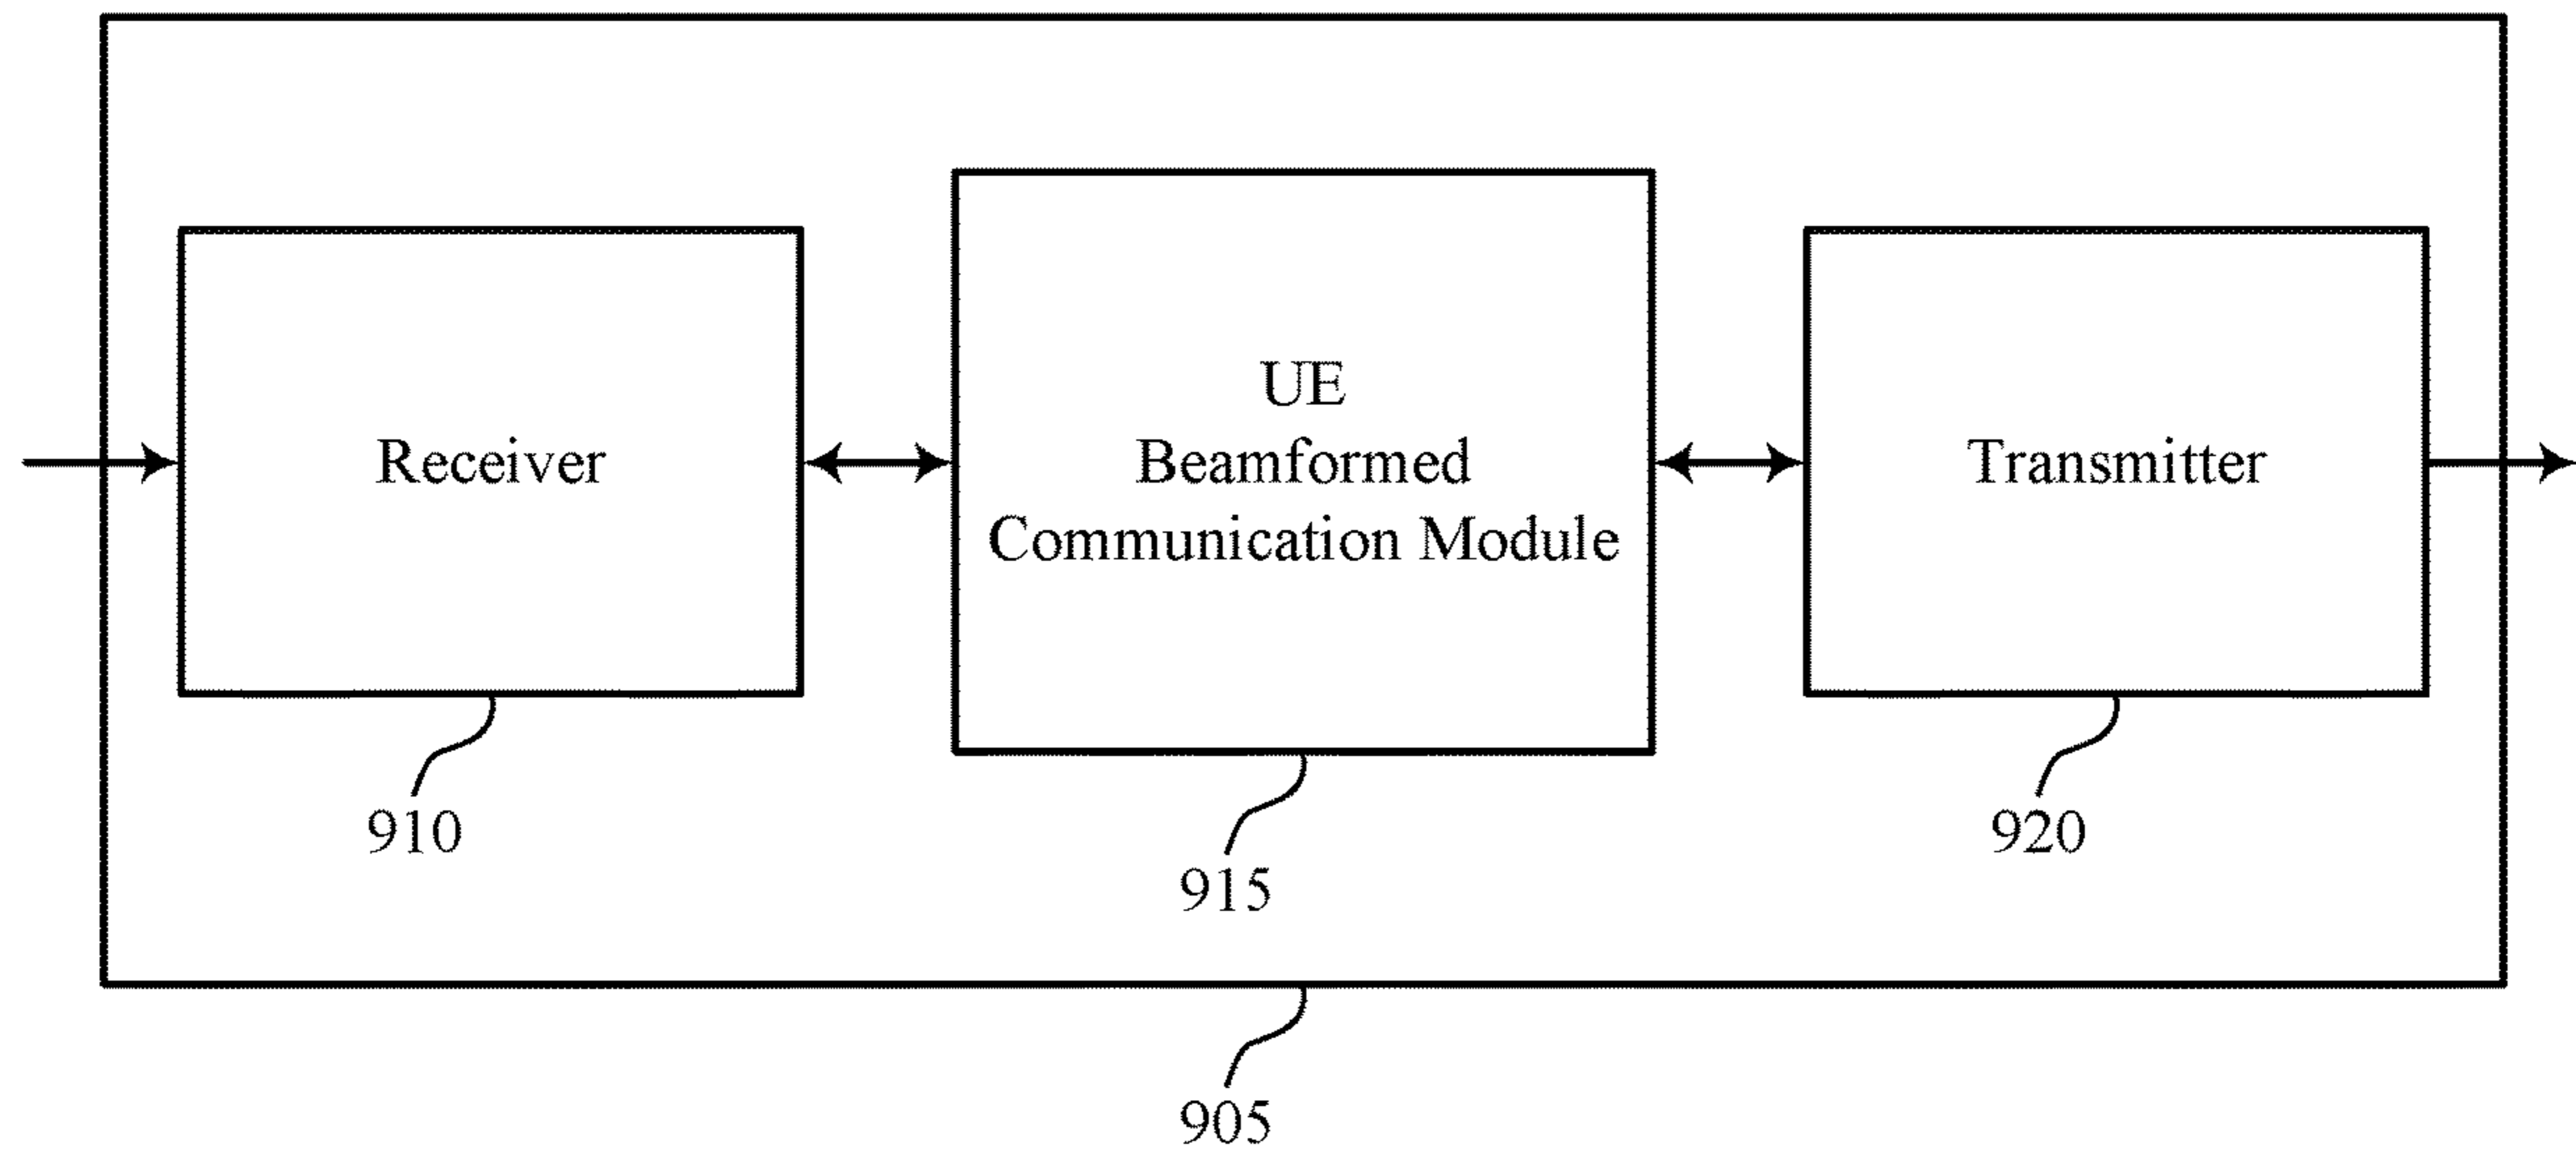 Receiver
UE
Beamformed
Communication Module
Transmitter
910
915
920
905